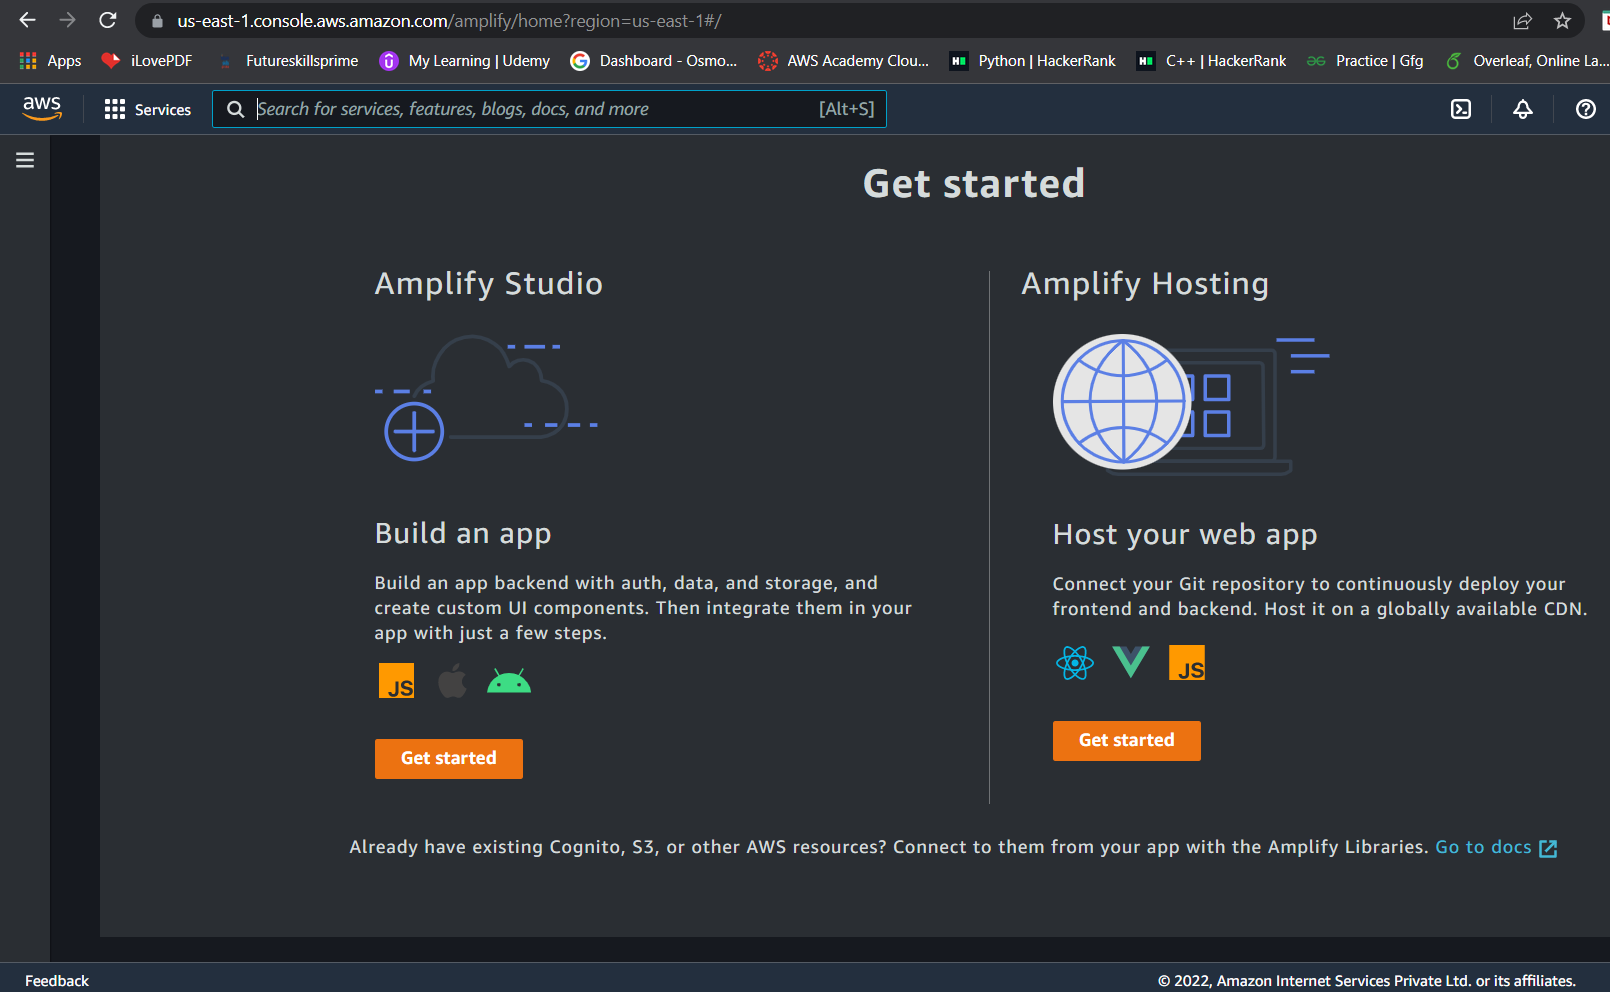 us-east-1.console.aws.amazon.com/amplify/home?region=us-east-1#/
Apps iLovePDF Futureskillsprime My Learning | Udemy Dashboard - Osmo... AWS Academy Clou... Python | HackerRank C++ | HackerRank Practice | Gfg Overleaf, Online La...
aws Services Search for services, features, blogs, docs, and more [Alt+S]
Get started
Amplify Studio
Build an app
Build an app backend with auth, data, and storage, and
create custom UI components. Then integrate them in your
app with just a few steps.
JS
Get started
Amplify Hosting
Host your web app
Connect your Git repository to continuously deploy your
frontend and backend. Host it on a globally available CDN.
JS
Get started
Already have existing Cognito, S3, or other AWS resources? Connect to them from your app with the Amplify Libraries. Go to docs
Feedback © 2022, Amazon Internet Services Private Ltd. or its affiliates.